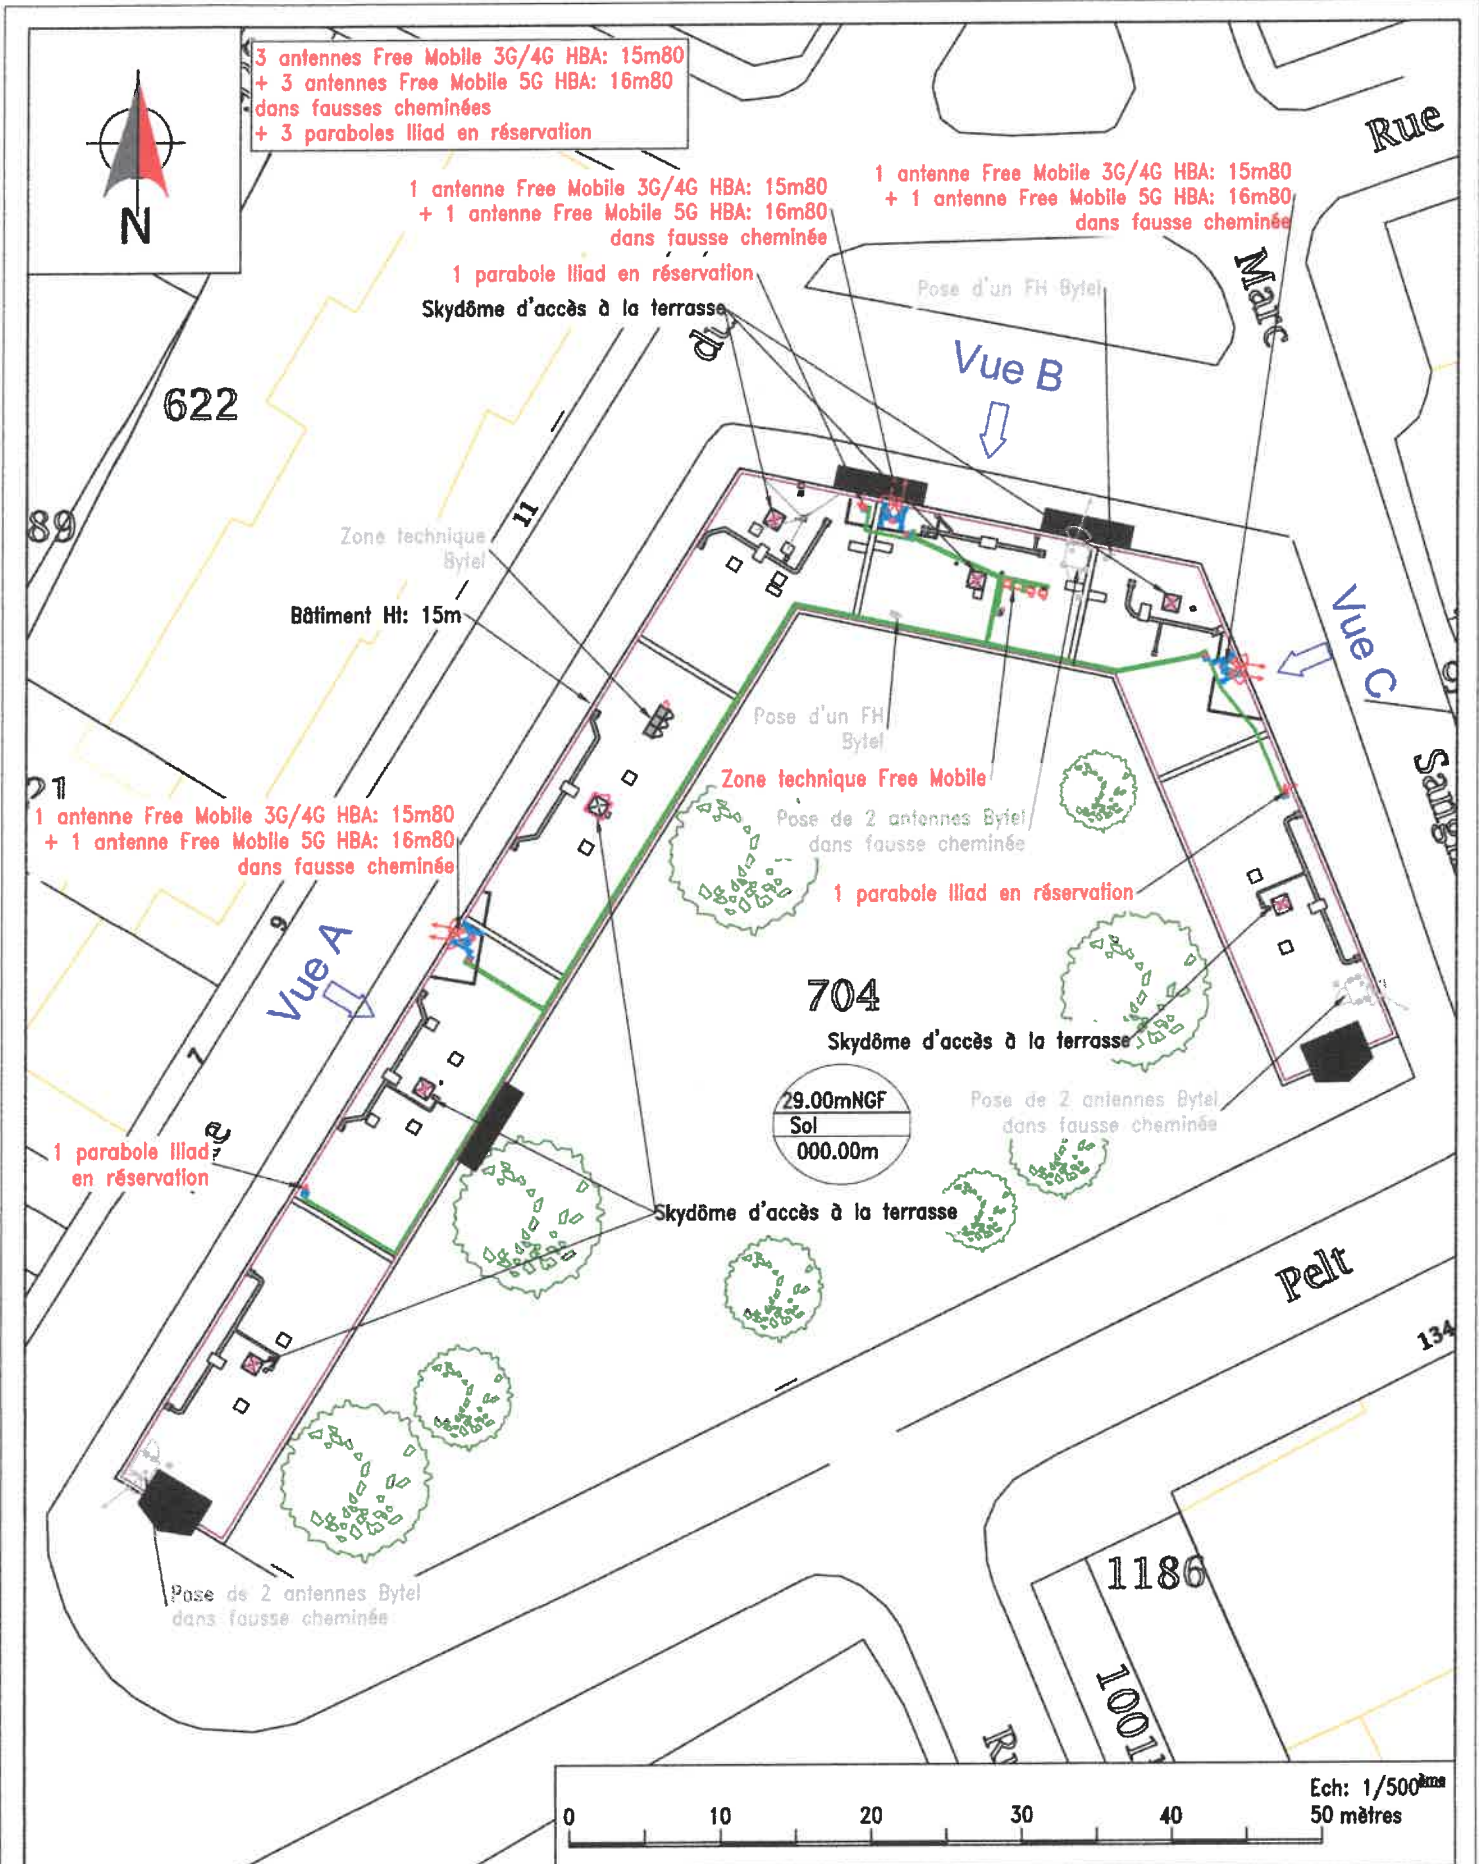 3 antennes Free Mobile 3G/4G HBA: 15m80
+ 3 antennes Free Mobile 5G HBA: 16m80
dans fausses cheminées
+ 3 paraboles Iliad en réservation
N
Rue
1 antenne Free Mobile 3G/4G HBA: 15m80
+ 1 antenne Free Mobile 5G HBA: 16m80
dans fausse cheminée
1 antenne Free Mobile 3G/4G HBA: 15m80
+ 1 antenne Free Mobile 5G HBA: 16m80
dans fausse cheminée
1 parabole Iliad en réservation
Skydôme d'accès à la terrasse
Pose d'un FH Bytel
Marc
du
Vue B
622
89
11
Zone technique
Bytel
Bâtiment Ht: 15m
Vue C
Pose d'un FH
Bytel
Zone technique Free Mobile
Pose de 2 antennes Bytel
dans fausse cheminée
1 parabole Iliad en réservation
21
1 antenne Free Mobile 3G/4G HBA: 15m80
+ 1 antenne Free Mobile 5G HBA: 16m80
dans fausse cheminée
9
Vue A
7
704
Skydôme d'accès à la terrasse
29.00mNGF
Sol
000.00m
Pose de 2 antennes Bytel
dans fausse cheminée
1 parabole Iliad
en réservation
Skydôme d'accès à la terrasse
Pelt
134
Pose de 2 antennes Bytel
dans fausse cheminée
1186
Ech: 1/500ème
0 10 20 30 40 50 mètres